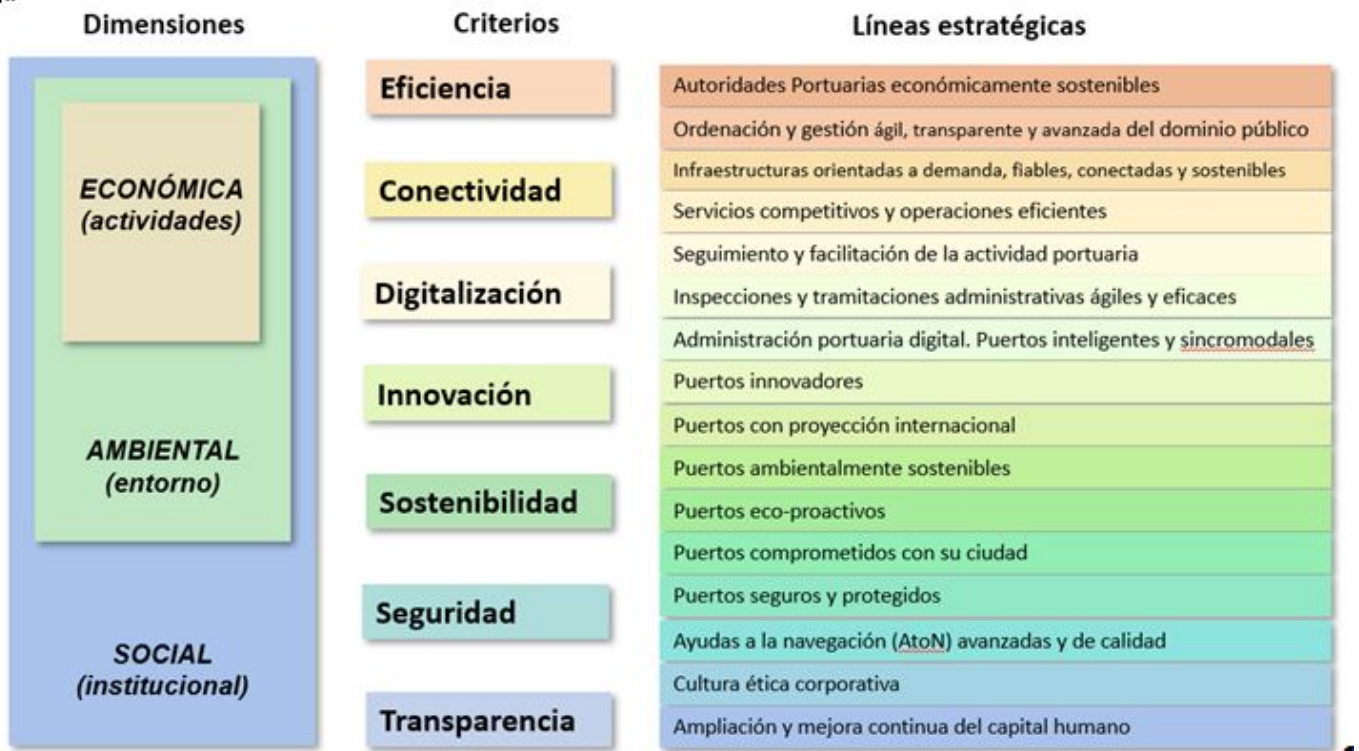 Dimensiones
Criterios
Líneas estratégicas
ECONÓMICA
(actividades)
AMBIENTAL
(entorno)
SOCIAL
(institucional)
Eficiencia
Conectividad
Digitalización
Innovación
Sostenibilidad
Seguridad
Transparencia
Autoridades Portuarias económicamente sostenibles
Ordenación y gestión ágil, transparente y avanzada del dominio público
Infraestructuras orientadas a demanda, fiables, conectadas y sostenibles
Servicios competitivos y operaciones eficientes
Seguimiento y facilitación de la actividad portuaria
Inspecciones y tramitaciones administrativas ágiles y eficaces
Administración portuaria digital. Puertos inteligentes y sincromodales
Puertos innovadores
Puertos con proyección internacional
Puertos ambientalmente sostenibles
Puertos eco-proactivos
Puertos comprometidos con su ciudad
Puertos seguros y protegidos
Ayudas a la navegación (AtoN) avanzadas y de calidad
Cultura ética corporativa
Ampliación y mejora continua del capital humano